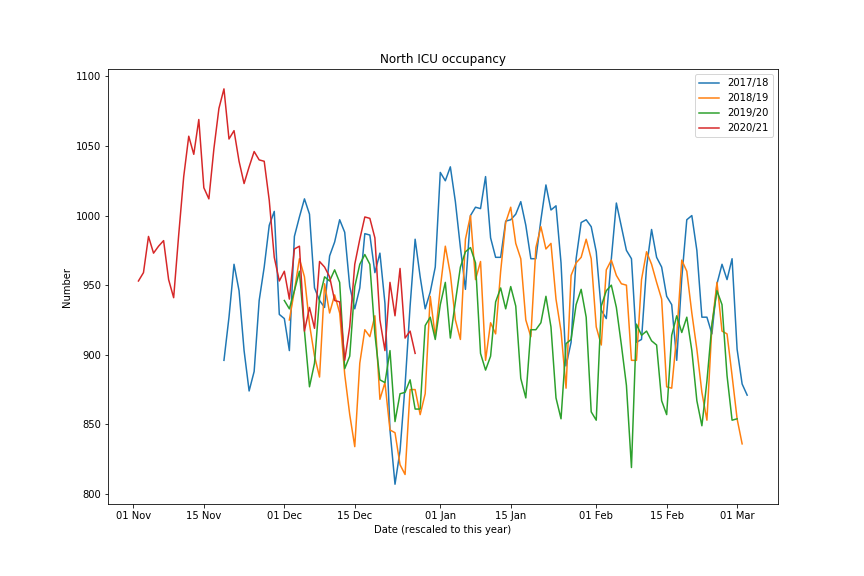 North ICU occupancy
2017/18
2018/19
2019/20
2020/21
1100
1050
1000
950
900
850
800
Number
01 Nov
15 Nov
01 Dec
15 Dec
01 Jan
15 Jan
01 Feb
15 Feb
01 Mar
Date (rescaled to this year)